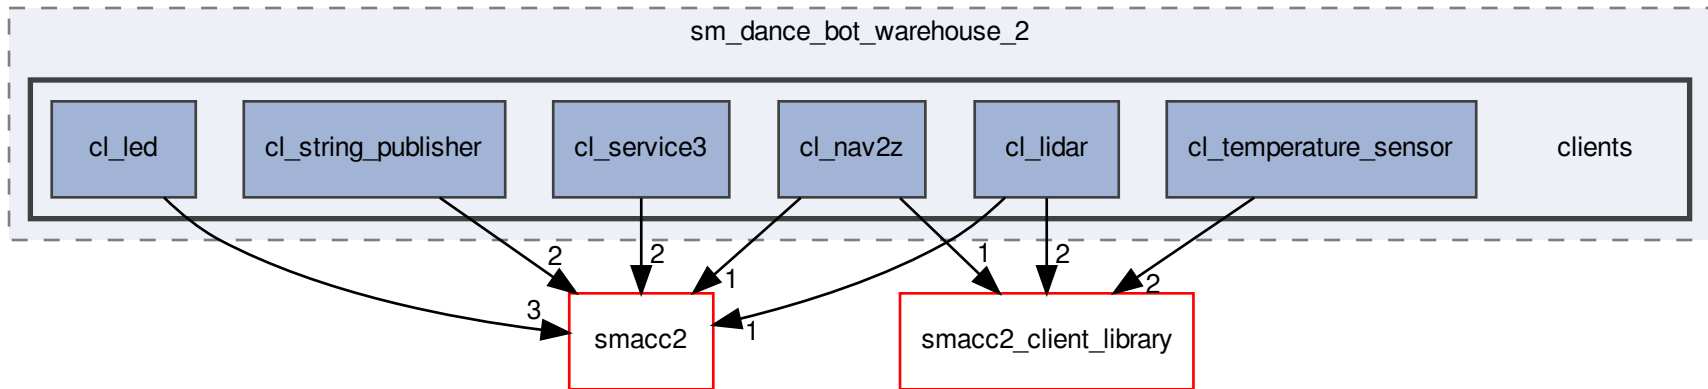 sm_dance_bot_warehouse_2
cl_led
cl_string_publisher
cl_service3
cl_nav2z
cl_lidar
cl_temperature_sensor
clients
2
2
1
1
2
2
3
1
smacc2
smacc2_client_library